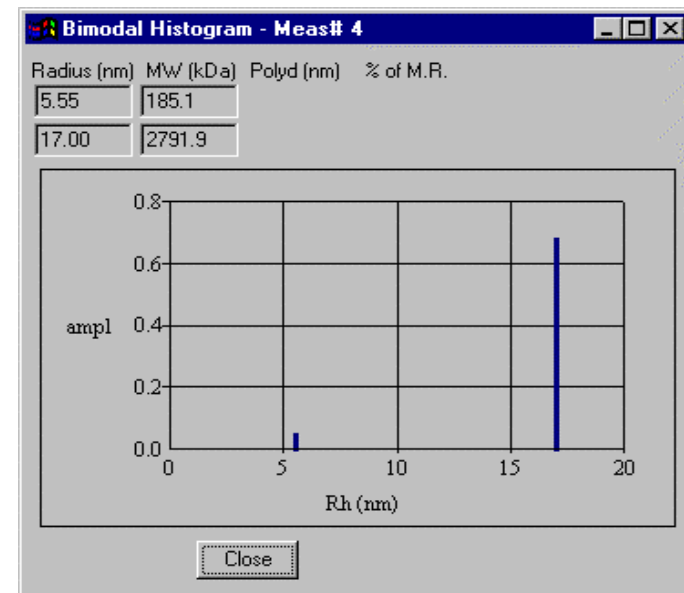 Bimodal Histogram - Meas# 4
Radius (nm) MW (kDa) Polyd (nm) % of M.R.
5.55 185.1
17.00 2791.9
0.8
0.6
ampl 0.4
0.2
0.0
0 5 10 15 20
Rh (nm)
Close